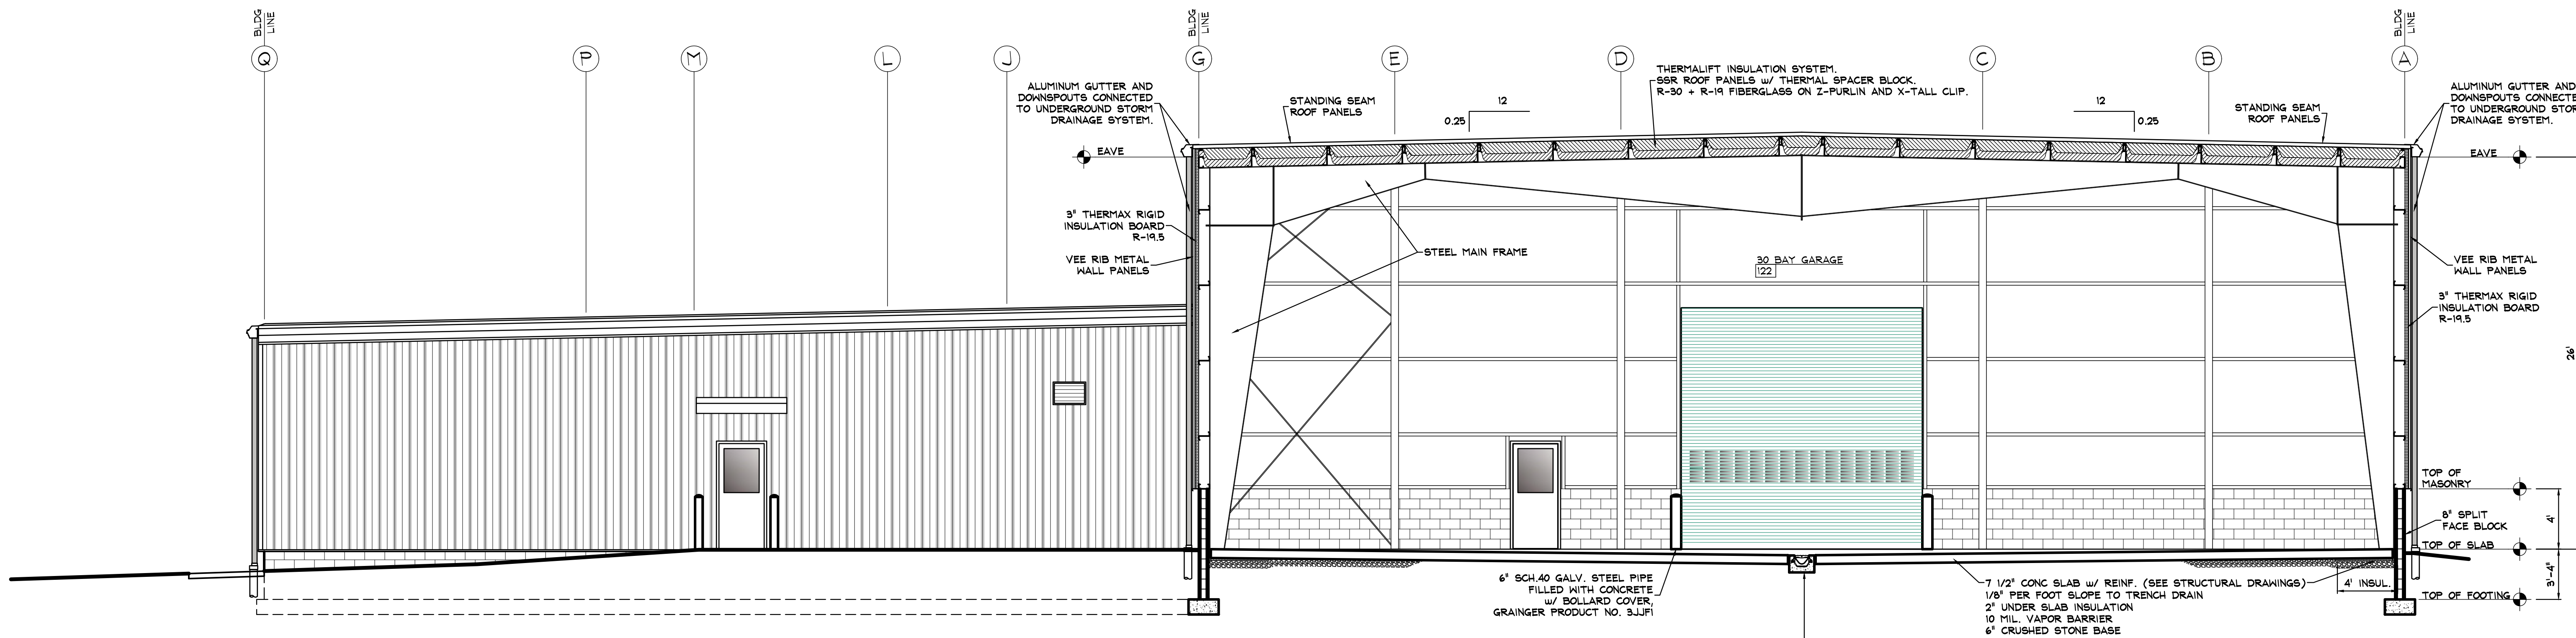 BLDG
LINE
BLDG
LINE
BLDG
LINE
Q
P
M
L
J
G
E
D
C
B
A
ALUMINUM GUTTER AND
DOWNSPOUTS CONNECTED
TO UNDERGROUND STORM
DRAINAGE SYSTEM.
EAVE
STANDING SEAM
ROOF PANELS
12
0.25
THERMALIFT INSULATION SYSTEM.
SSR ROOF PANELS w/ THERMAL SPACER BLOCK.
R-30 + R-19 FIBERGLASS ON Z-PURLIN AND X-TALL CLIP.
12
0.25
STANDING SEAM
ROOF PANELS
ALUMINUM GUTTER AND
DOWNSPOUTS CONNECTE
TO UNDERGROUND STOR
DRAINAGE SYSTEM.
EAVE
3" THERMAX RIGID
INSULATION BOARD
R-19.5
VEE RIB METAL
WALL PANELS
STEEL MAIN FRAME
30 BAY GARAGE
122
VEE RIB METAL
WALL PANELS
3" THERMAX RIGID
INSULATION BOARD
R-19.5
26'
TOP OF
MASONRY
8" SPLIT
FACE BLOCK
4'
TOP OF SLAB
3'-4"
4' INSUL.
TOP OF FOOTING
6" SCH.40 GALV. STEEL PIPE
FILLED WITH CONCRETE
w/ BOLLARD COVER,
GRAINGER PRODUCT NO. 3JJF1
7 1/2" CONC SLAB w/ REINF. (SEE STRUCTURAL DRAWINGS)
1/8" PER FOOT SLOPE TO TRENCH DRAIN
2" UNDER SLAB INSULATION
10 MIL. VAPOR BARRIER
6" CRUSHED STONE BASE